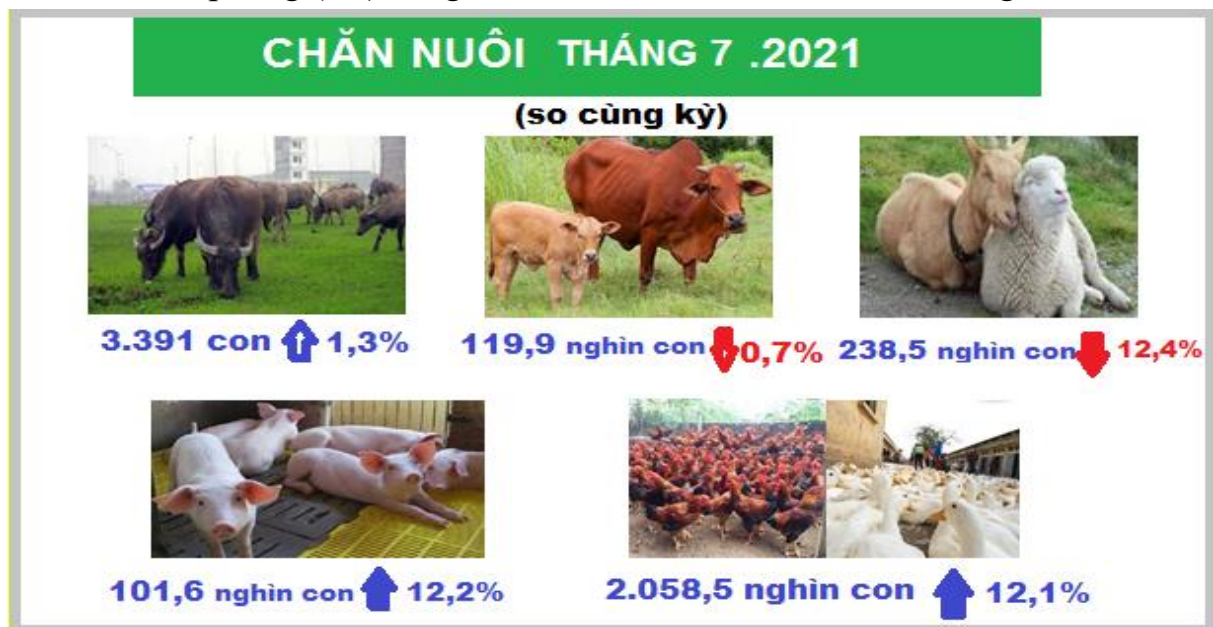 CHĂN NUÔI THÁNG 7 .2021
(so cùng kỳ)
3.391 con 1,3%
119,9 nghìn con 0,7%
238,5 nghìn con 12,4%
101,6 nghìn con 12,2%
2.058,5 nghìn con 12,1%